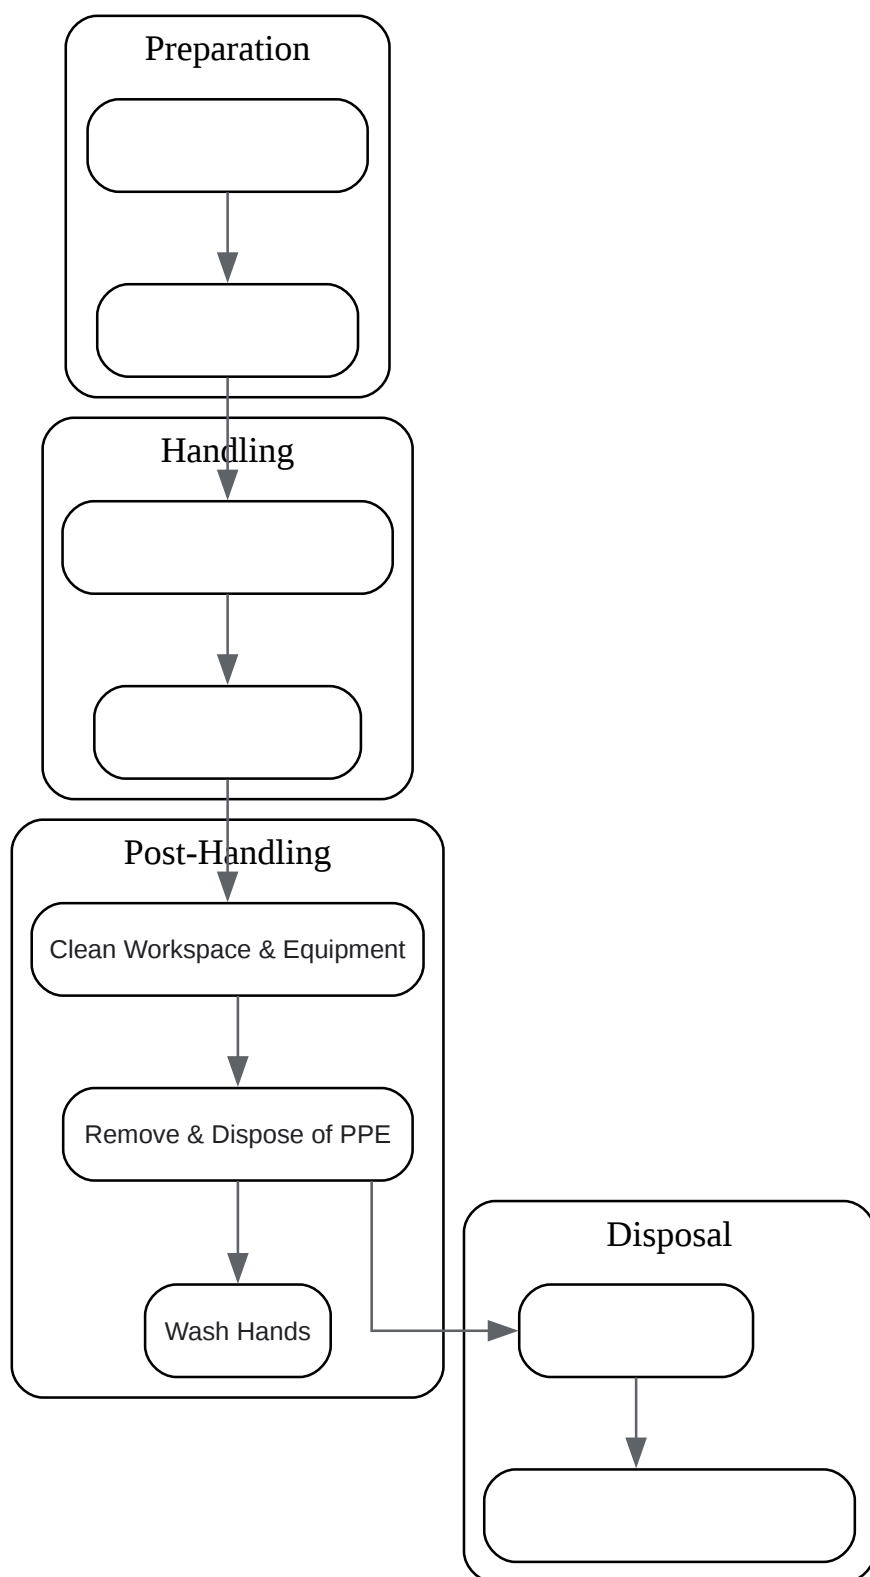 Preparation
Handling
Post-Handling
Clean Workspace & Equipment
Remove & Dispose of PPE
Wash Hands
Disposal